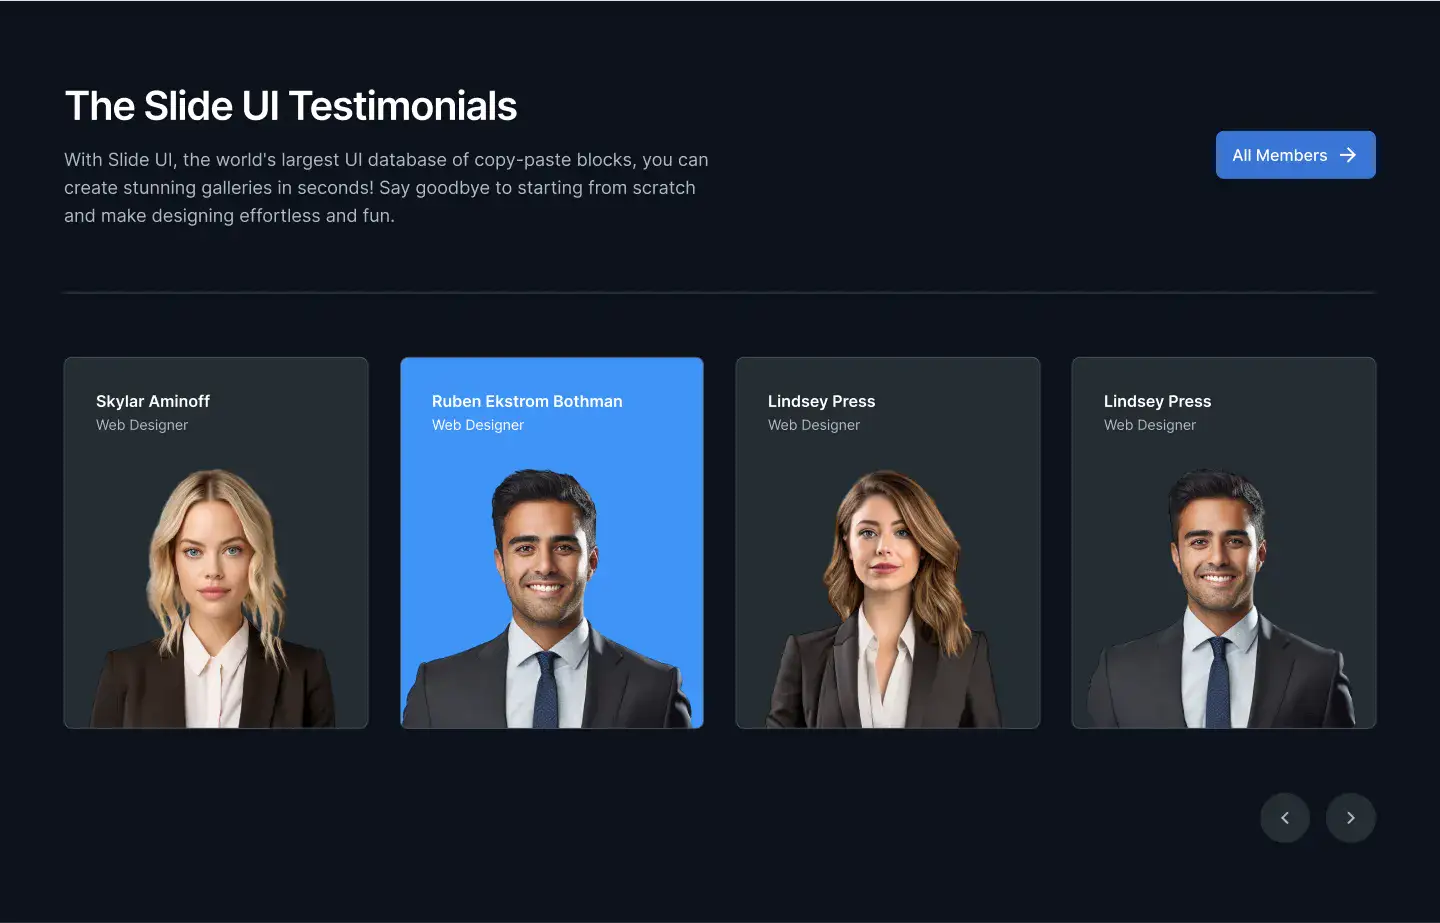 The Slide UI Testimonials
With Slide UI, the world's largest UI database of copy-paste blocks, you can
create stunning galleries in seconds! Say goodbye to starting from scratch
and make designing effortless and fun.
All Members
Skylar Aminoff
Web Designer
Ruben Ekstrom Bothman
Web Designer
Lindsey Press
Web Designer
Lindsey Press
Web Designer